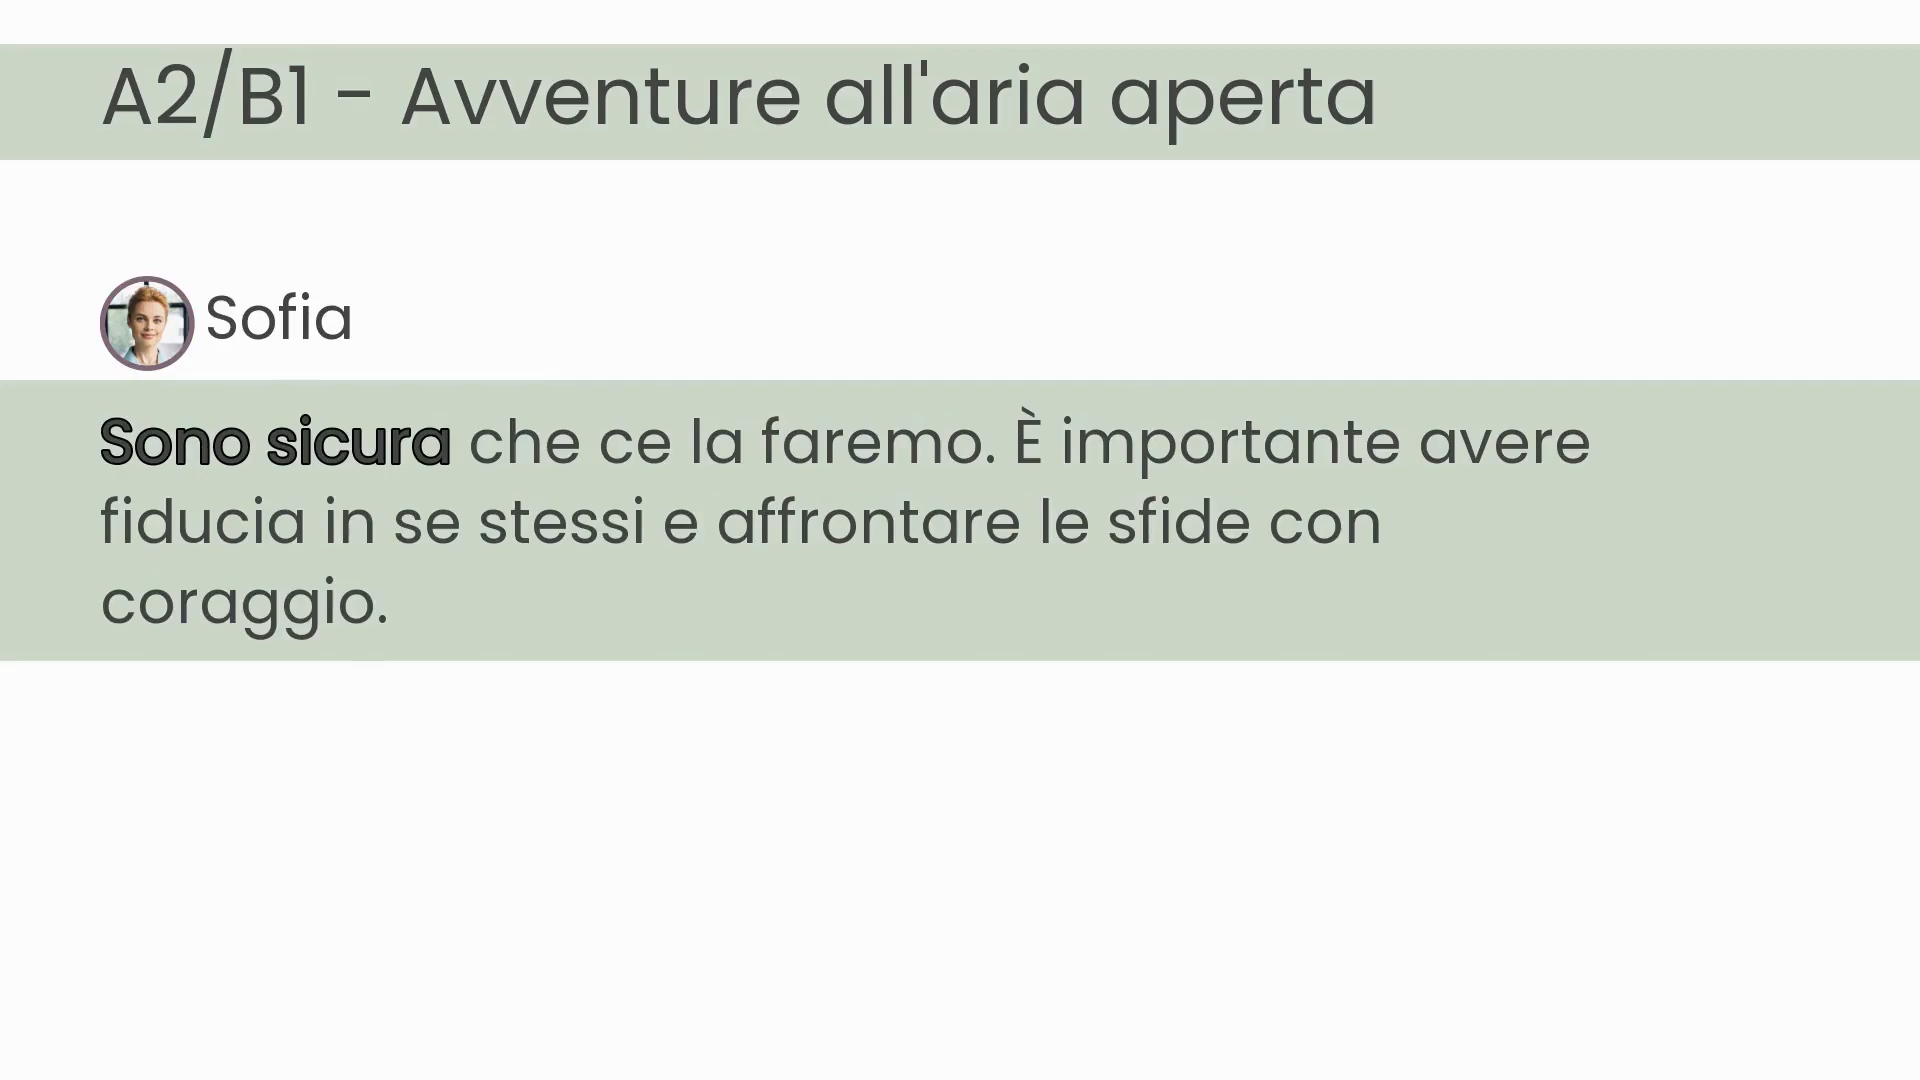 A2/B1 - Avventure all'aria aperta
Sofia
Sono sicura che ce la faremo. È importante avere
fiducia in se stessi e affrontare le sfide con
coraggio.